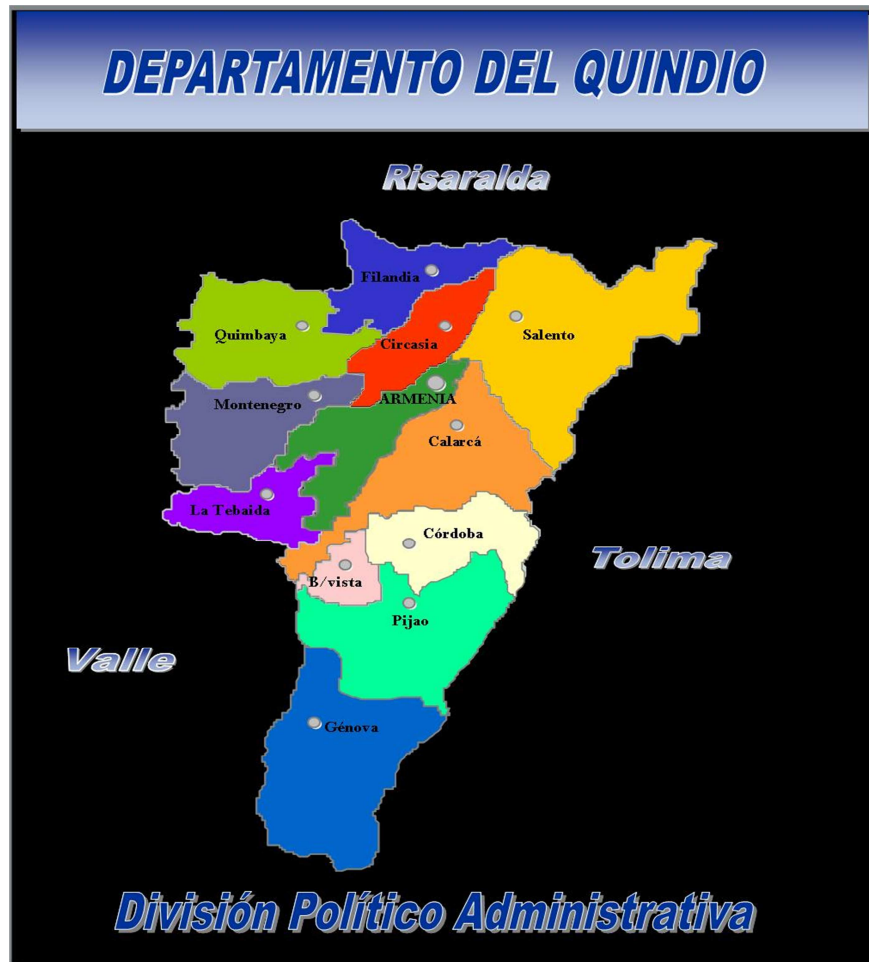 DEPARTAMENTO DEL QUINDIO
Risaralda
Filandia
Quimbaya
Circasia
Salento
Montenegro
ARMENIA
Calarcá
La Tebaida
Córdoba
Tolima
B/vista
Pijao
Valle
Génova
División Político Administrativa